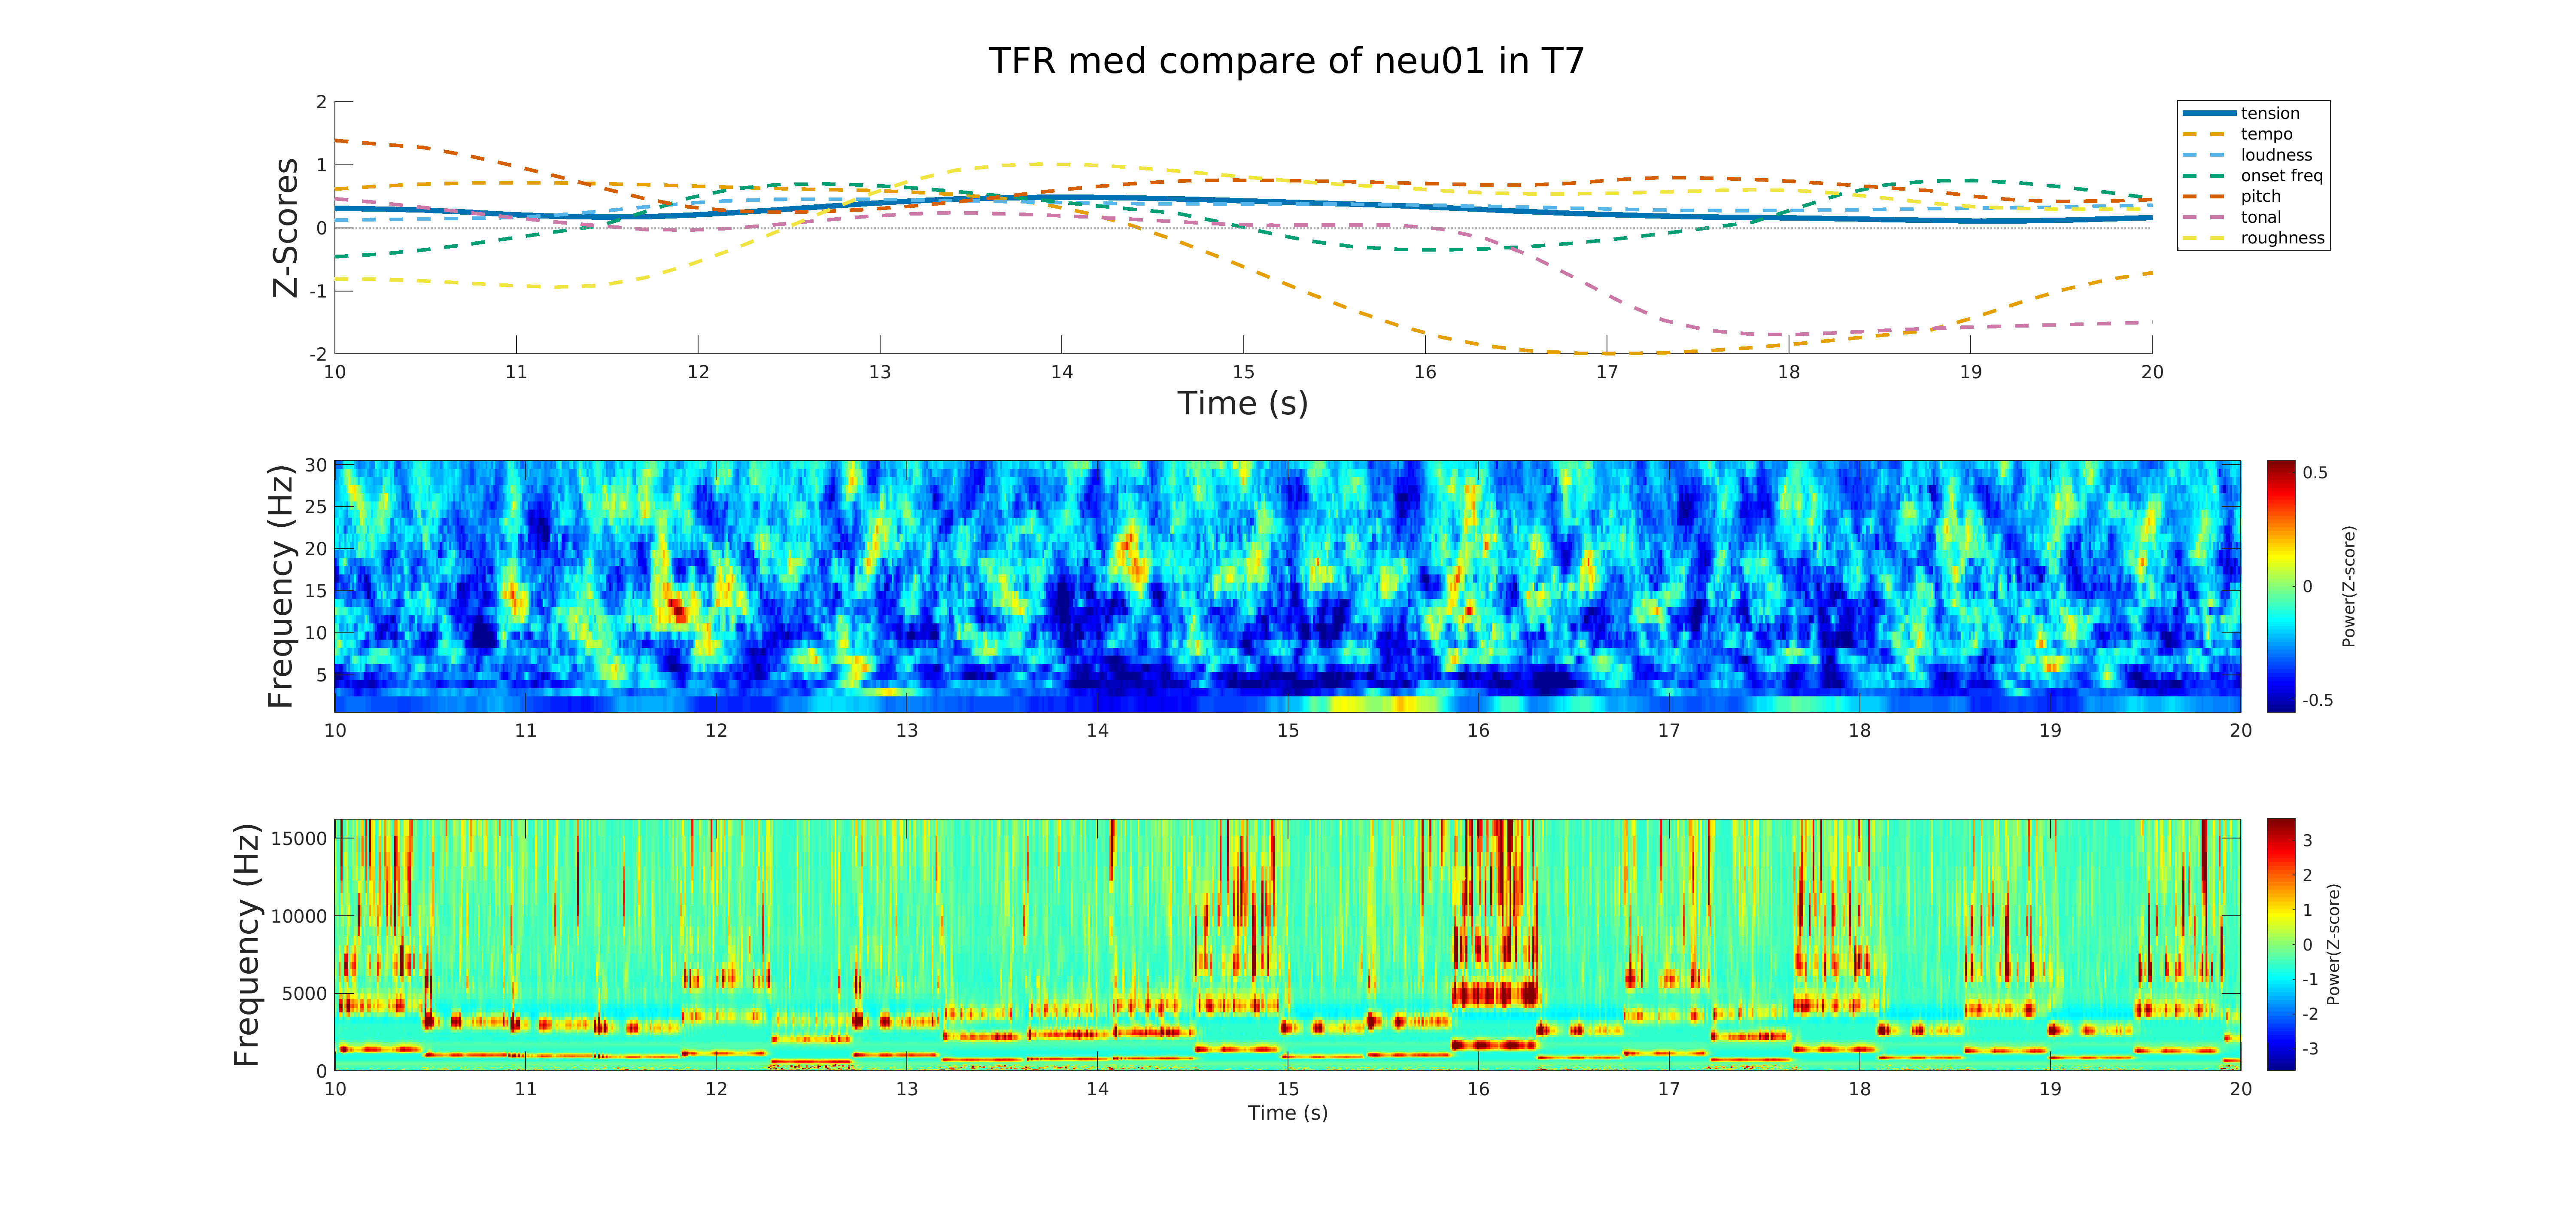 TFR med compare of neu01 in T7
Z-Scores
2
1
0
-1
-2
10 11 12 13 14 15 16 17 18 19 20
Time (s)
tension
tempo
loudness
onset freq
pitch
tonal
roughness
Frequency (Hz)
30
25
20
15
10
5
10 11 12 13 14 15 16 17 18 19 20
0.5
0
-0.5
Power(Z-score)
Frequency (Hz)
15000
10000
5000
0
10 11 12 13 14 15 16 17 18 19 20
Time (s)
3
2
1
0
-1
-2
-3
Power(Z-score)